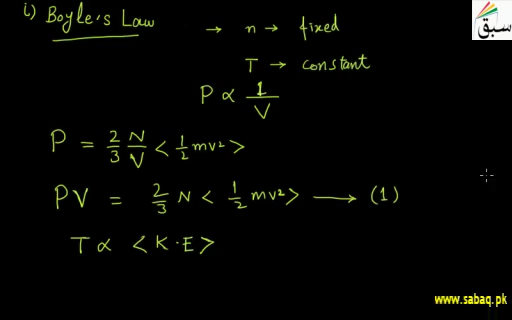 i) Boyle's Law → n → fixed
سبق
T → constant
P ∝ 1/V
P = 2/3 N/V < 1/2 mv² >
PV = 2/3 N < 1/2 mv² > → (1)
T ∝ < K·E >
www.sabaq.pk